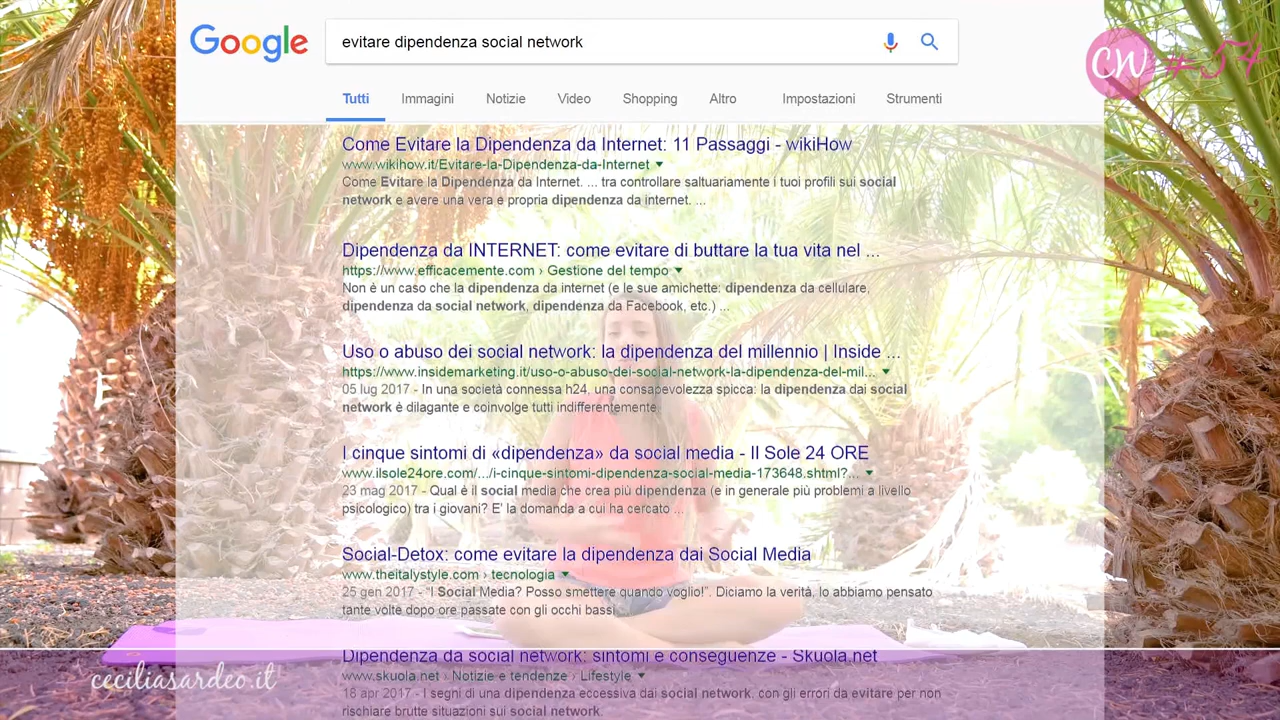 Google
evitare dipendenza social network
CW #54
Tutti Immagini Notizie Video Shopping Altro Impostazioni Strumenti
Come Evitare la Dipendenza da Internet: 11 Passaggi - wikiHow
www.wikihow.it/Evitare-la-Dipendenza-da-Internet
Come Evitare la Dipendenza da Internet. ... tra controllare saltuariamente i tuoi profili sui social
network e avere una vera e propria dipendenza da internet. ...
Dipendenza da INTERNET: come evitare di buttare la tua vita nel ...
https://www.efficacemente.com › Gestione del tempo
Non è un caso che la dipendenza da internet (e le sue amichette: dipendenza da cellulare,
dipendenza da social network, dipendenza da Facebook, etc.) ...
Uso o abuso dei social network: la dipendenza del millennio | Inside ...
https://www.insidemarketing.it/uso-o-abuso-dei-social-network-la-dipendenza-del-mil...
05 lug 2017 - In una società connessa h24, una consapevolezza spicca: la dipendenza dai social
network è dilagante e coinvolge tutti indifferentemente.
I cinque sintomi di «dipendenza» da social media - Il Sole 24 ORE
www.ilsole24ore.com/.../i-cinque-sintomi-dipendenza-social-media-173648.shtml?...
23 mag 2017 - Qual è il social media che crea più dipendenza (e in generale più problemi a livello
psicologico) tra i giovani? E' la domanda a cui ha cercato ...
Social-Detox: come evitare la dipendenza dai Social Media
www.theitalystyle.com › tecnologia
25 gen 2017 - “I Social Media? Posso smettere quando voglio!”. Diciamo la verità, lo abbiamo pensato
tante volte dopo ore passate con gli occhi bassi
Dipendenza da social network: sintomi e conseguenze - Skuola.net
www.skuola.net › Notizie e tendenze › Lifestyle
18 apr 2017 - I segni di una dipendenza eccessiva dai social network, con gli errori da evitare per non
rischiare brutte situazioni sui social network.
ceciliasardeo.it